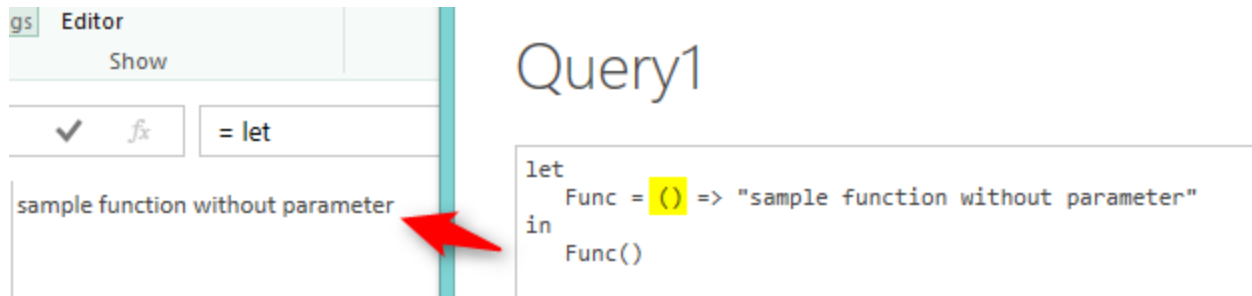 gs Editor
Show
fx = let
sample function without parameter
Query1
let
Func = () => "sample function without parameter"
in
Func()